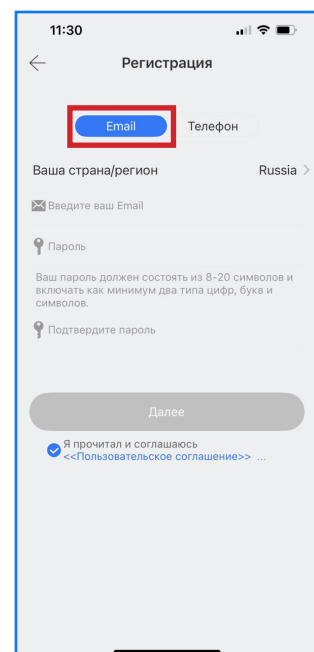 11:30
Регистрация
Email Телефон
Ваша страна/регион Russia
Введите ваш Email
Пароль
Ваш пароль должен состоять из 8-20 символов и
включать как минимум два типа цифр, букв и
символов.
Подтвердите пароль
Далее
Я прочитал и соглашаюсь
<<Пользовательское соглашение>> ...